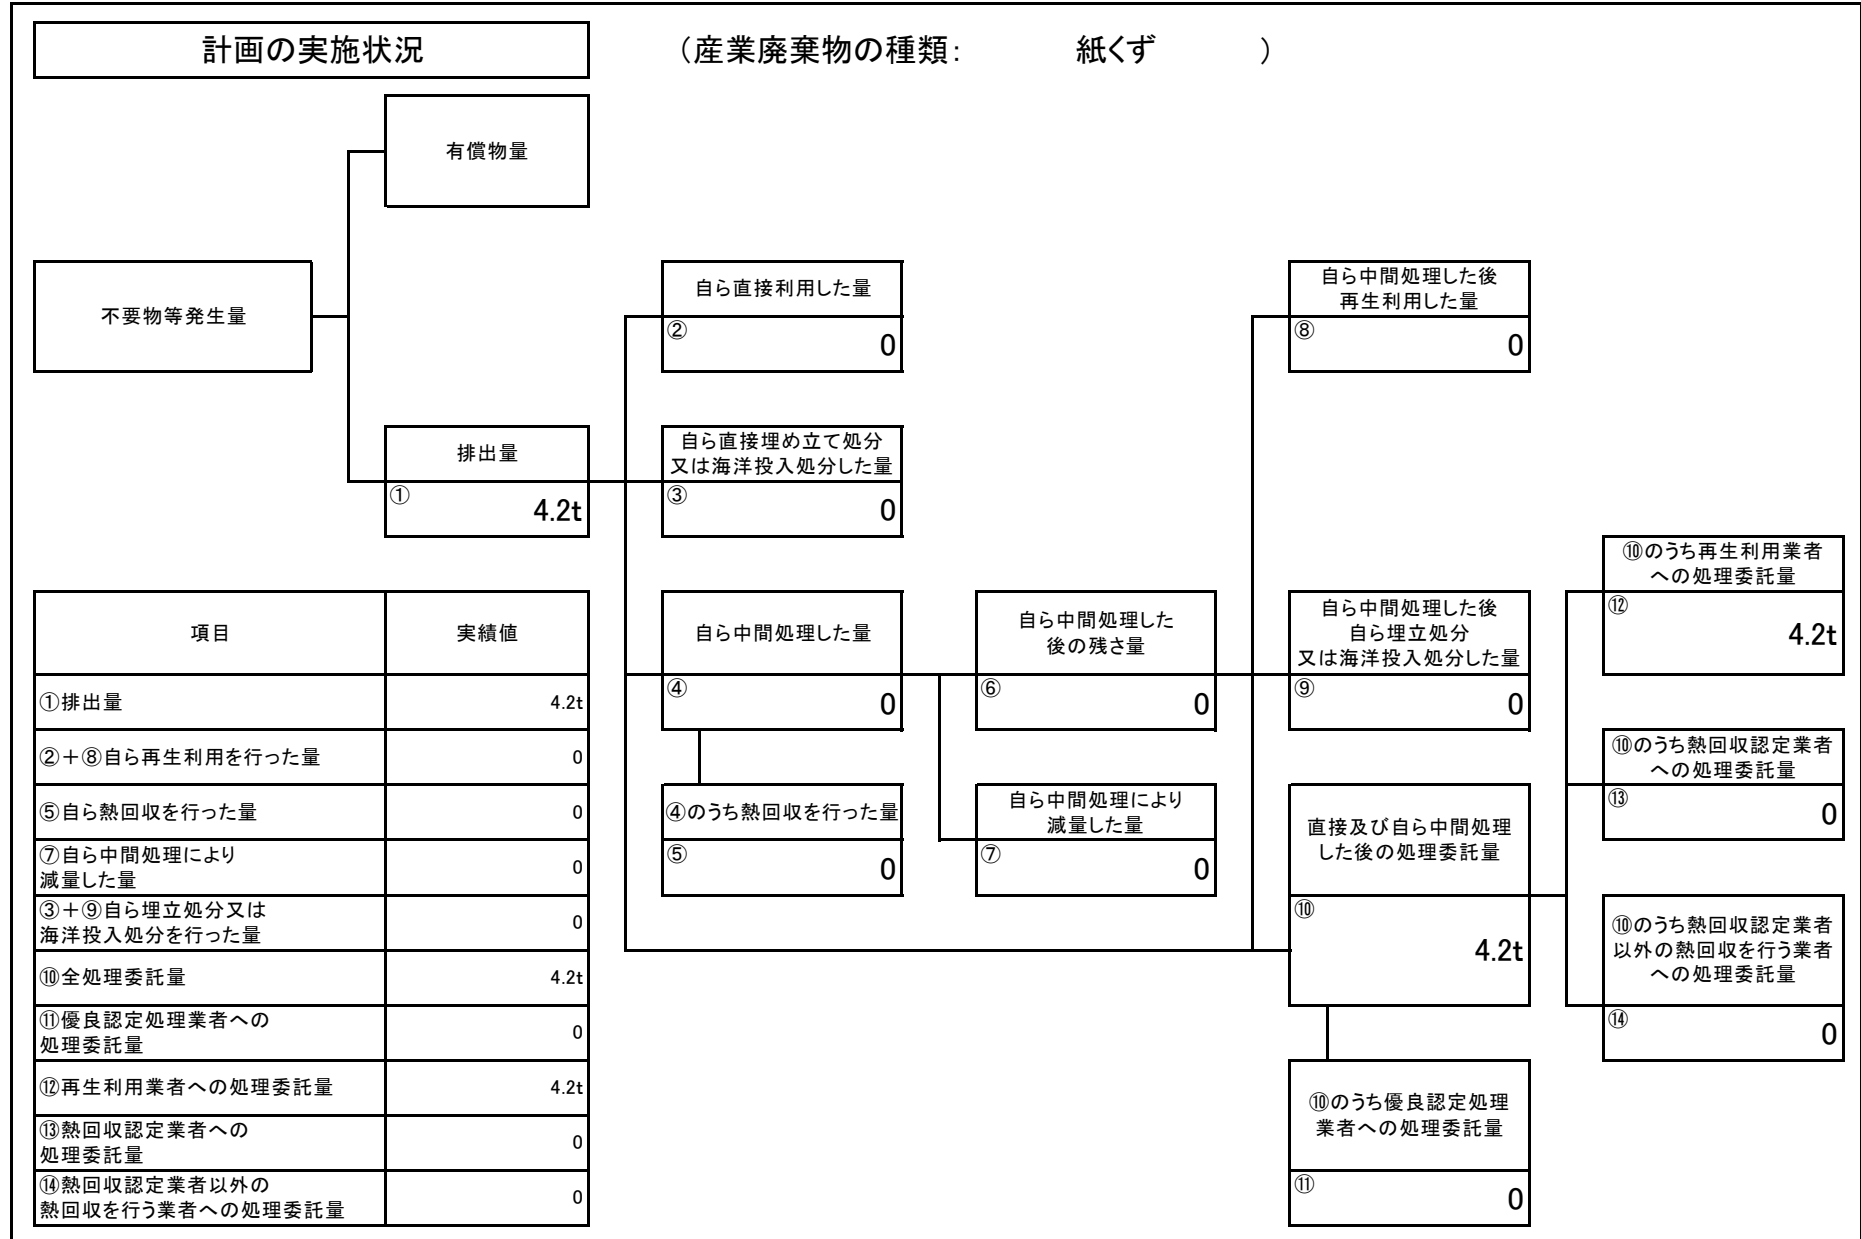 計画の実施状況
（産業廃棄物の種類： 紙くず ）
有償物量
不要物等発生量
排出量
①
4.2t
自ら直接利用した量
②
0
自ら直接埋め立て処分
又は海洋投入処分した量
③
0
自ら中間処理した量
④
0
④のうち熱回収を行った量
⑤
0
自ら中間処理した
後の残さ量
⑥
0
自ら中間処理により
減量した量
⑦
0
自ら中間処理した後
再生利用した量
⑧
0
自ら中間処理した後
自ら埋立処分
又は海洋投入処分した量
⑨
0
直接及び自ら中間処理
した後の処理委託量
⑩
4.2t
⑩のうち優良認定処理
業者への処理委託量
⑪
0
⑩のうち再生利用業者
への処理委託量
⑫
4.2t
⑩のうち熱回収認定業者
への処理委託量
⑬
0
⑩のうち熱回収認定業者
以外の熱回収を行う業者
への処理委託量
⑭
0
項目 実績値
①排出量 4.2t
②＋⑧自ら再生利用を行った量 0
⑤自ら熱回収を行った量 0
⑦自ら中間処理により
減量した量 0
③＋⑨自ら埋立処分又は
海洋投入処分を行った量 0
⑩全処理委託量 4.2t
⑪優良認定処理業者への
処理委託量 0
⑫再生利用業者への処理委託量 4.2t
⑬熱回収認定業者への
処理委託量 0
⑭熱回収認定業者以外の
熱回収を行う業者への処理委託量 0